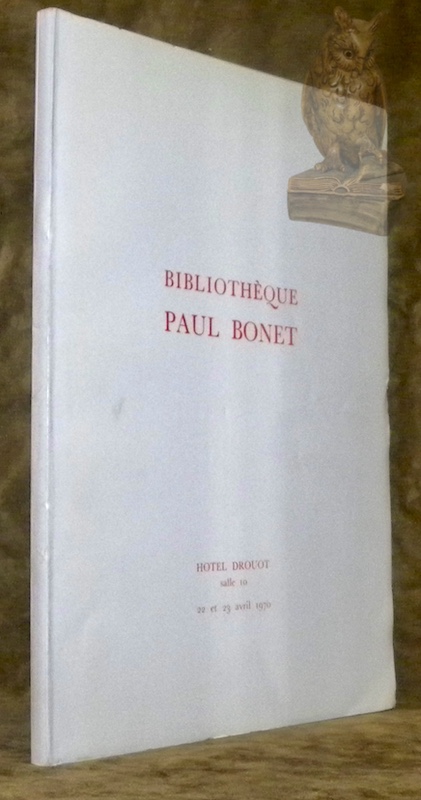 BIBLIOTHÈQUE
PAUL BONET
HOTEL DROUOT
salle 10
22 et 23 avril 1970